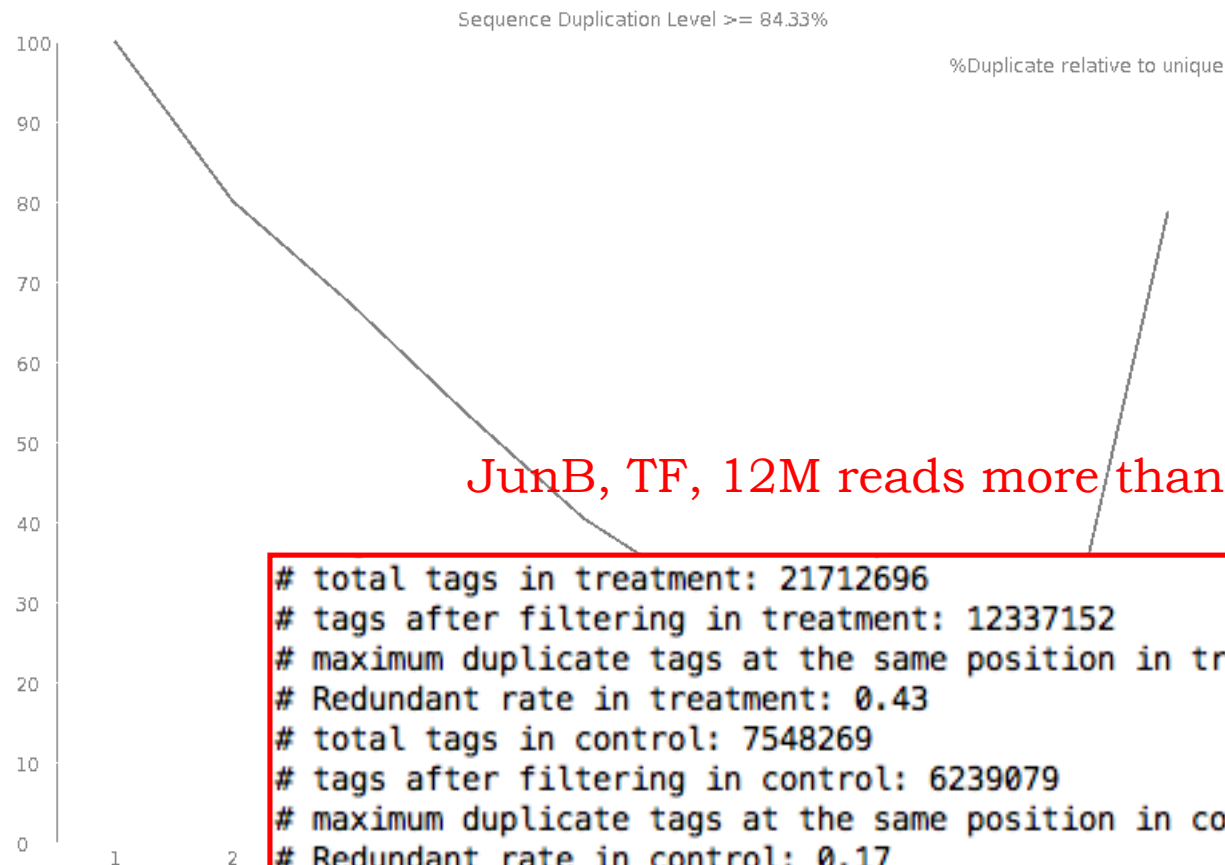 Sequence Duplication Level >= 84.33%
100
%Duplicate relative to unique
90
80
70
60
50
JunB, TF, 12M reads more than
40
# total tags in treatment: 21712696
30
# tags after filtering in treatment: 12337152
# maximum duplicate tags at the same position in
20
# Redundant rate in treatment: 0.43
# total tags in control: 7548269
10
# tags after filtering in control: 6239079
# maximum duplicate tags at the same position in
0
1
2
# Redundant rate in control: 0.17